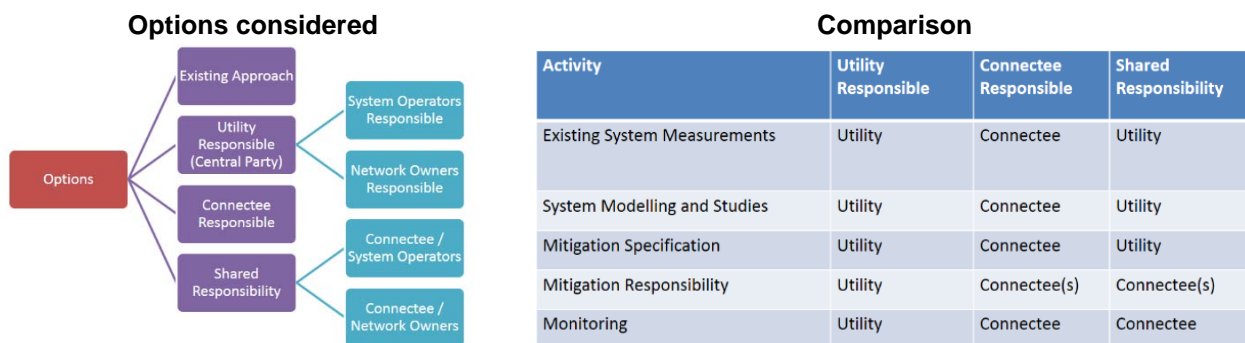 Options considered
Existing Approach
Utility
Responsible
(Central Party)
Options
Connectee
Responsible
Shared
Responsibility
System Operators
Responsible
Network Owners
Responsible
Connectee /
System Operators
Connectee /
Network Owners
Comparison
Activity Utility Responsible Connectee Responsible Shared Responsibility
Existing System Measurements Utility Connectee Utility
System Modelling and Studies Utility Connectee Utility
Mitigation Specification Utility Connectee Utility
Mitigation Responsibility Utility Connectee(s) Connectee(s)
Monitoring Utility Connectee Connectee